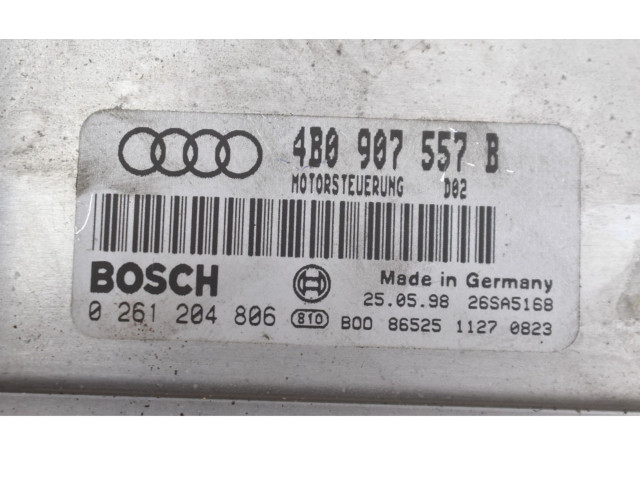 4B0 907 557 B
MOTORSTEUERUNG D02
BOSCH
Made in Germany
25.05.98 26SA5168
0 261 204 806 810 B00 86525 1127 0823